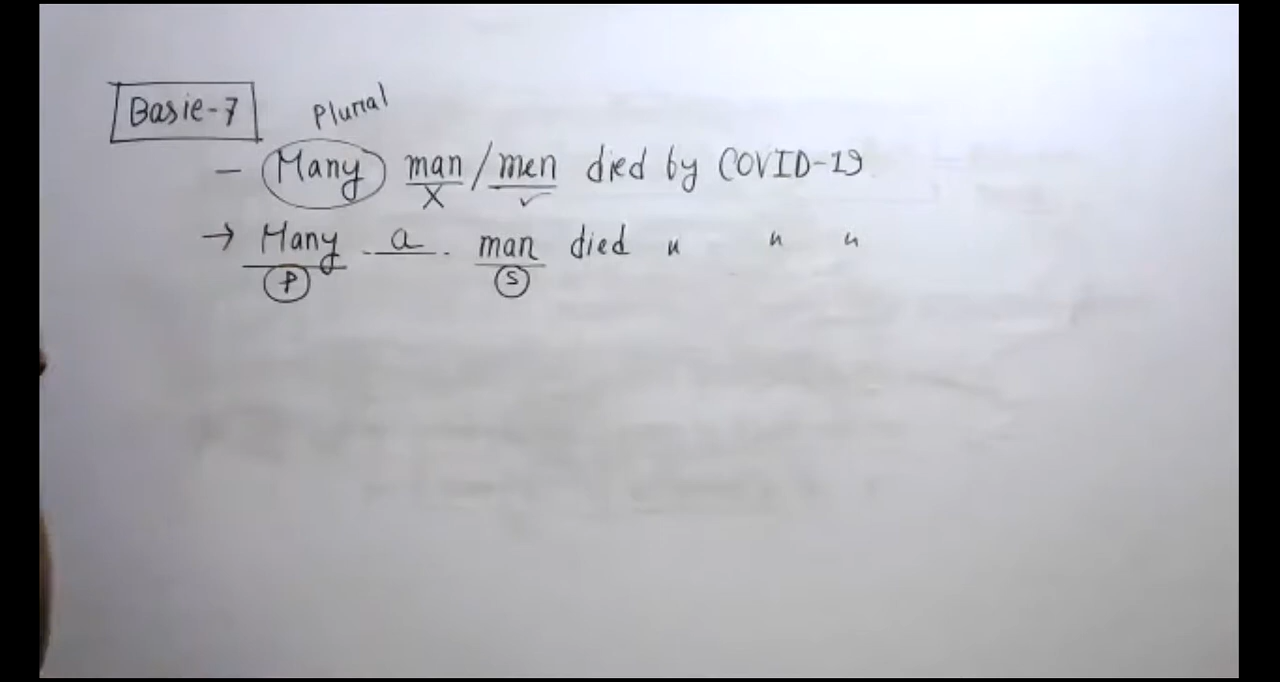 Basic-7
Plural
- Many man / men died by COVID-19
X ✓
→ Many a man died " " "
P S